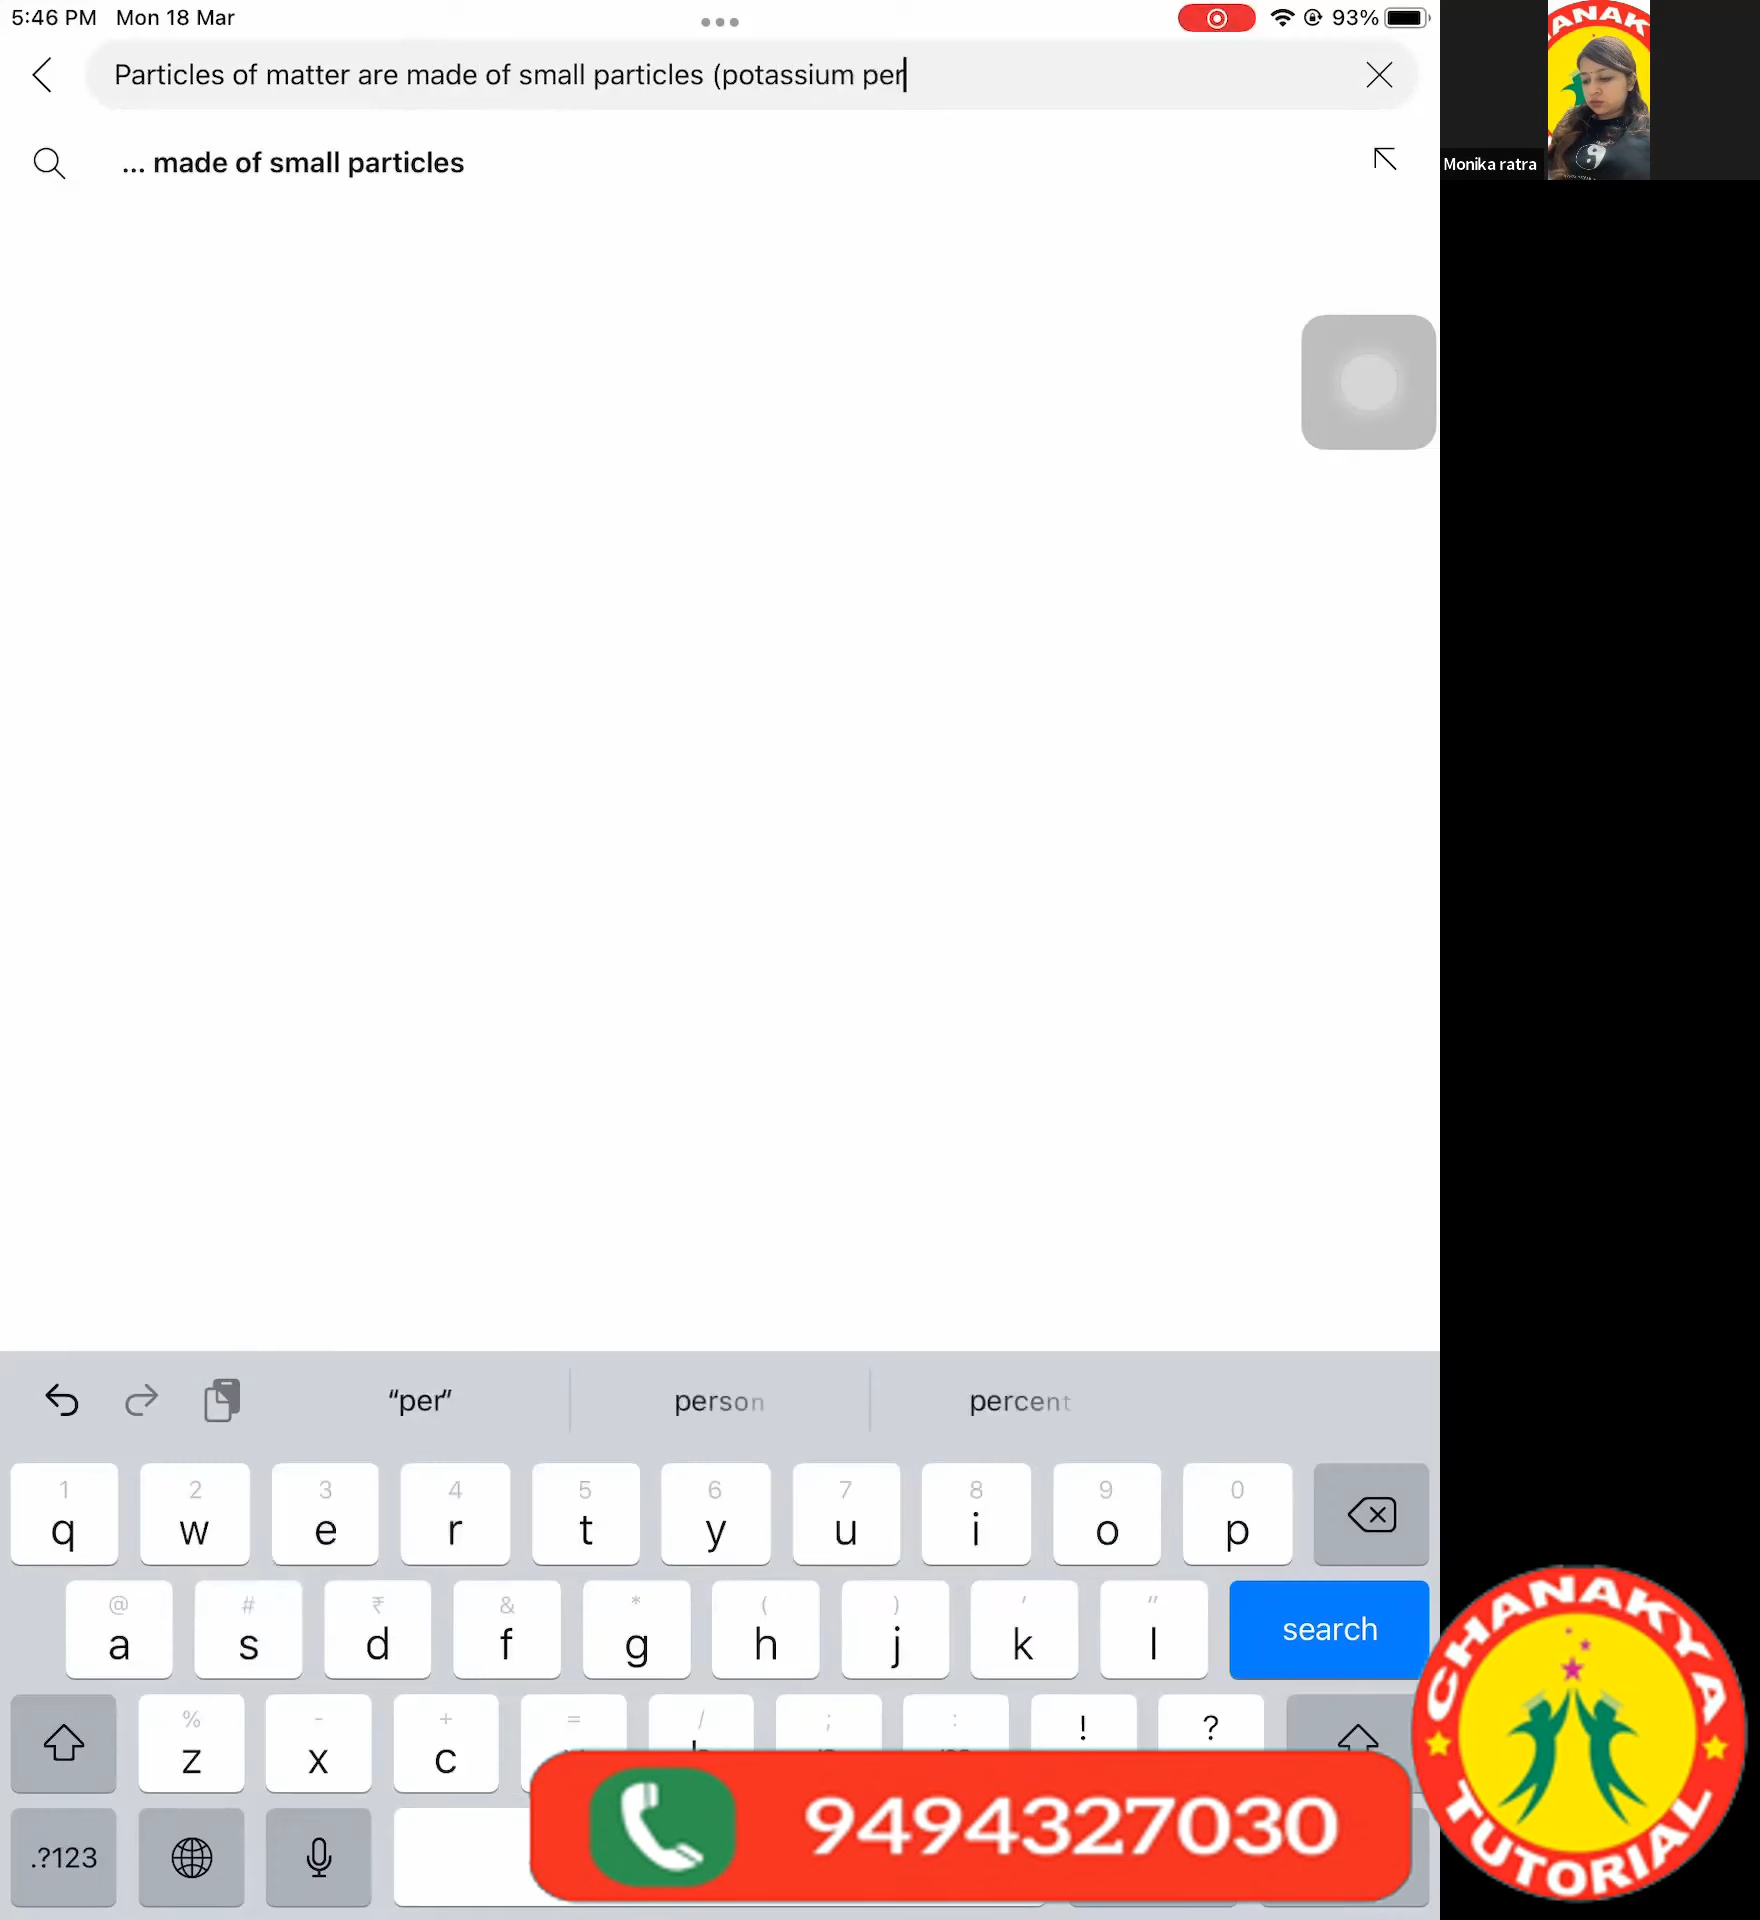 5:46 PM Mon 18 Mar
93%
Particles of matter are made of small particles (potassium per
... made of small particles
ANAK
Monika ratra
“per” person percent
1 2 3 4 5 6 7 8 9 0
q w e r t y u i o p
@ # ₹ & * ( ) ' "
a s d f g h j k l search
% - + = / ; : ! ?
z x c
.?123
9494327030
CHANAKYA
TUTORIAL